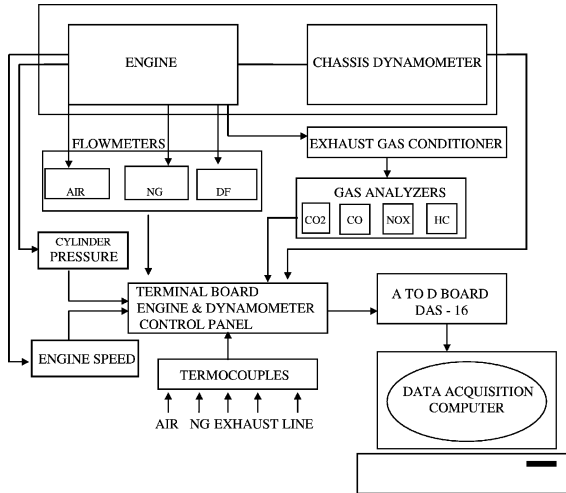 ENGINE
CHASSIS DYNAMOMETER
FLOWMETERS
EXHAUST GAS CONDITIONER
AIR
NG
DF
GAS ANALYZERS
CO2
CO
NOX
HC
CYLINDER
PRESSURE
TERMINAL BOARD
ENGINE & DYNAMOMETER
CONTROL PANEL
A TO D BOARD
DAS - 16
ENGINE SPEED
TERMOCOUPLES
AIR NG EXHAUST LINE
DATA ACQUISITION
COMPUTER